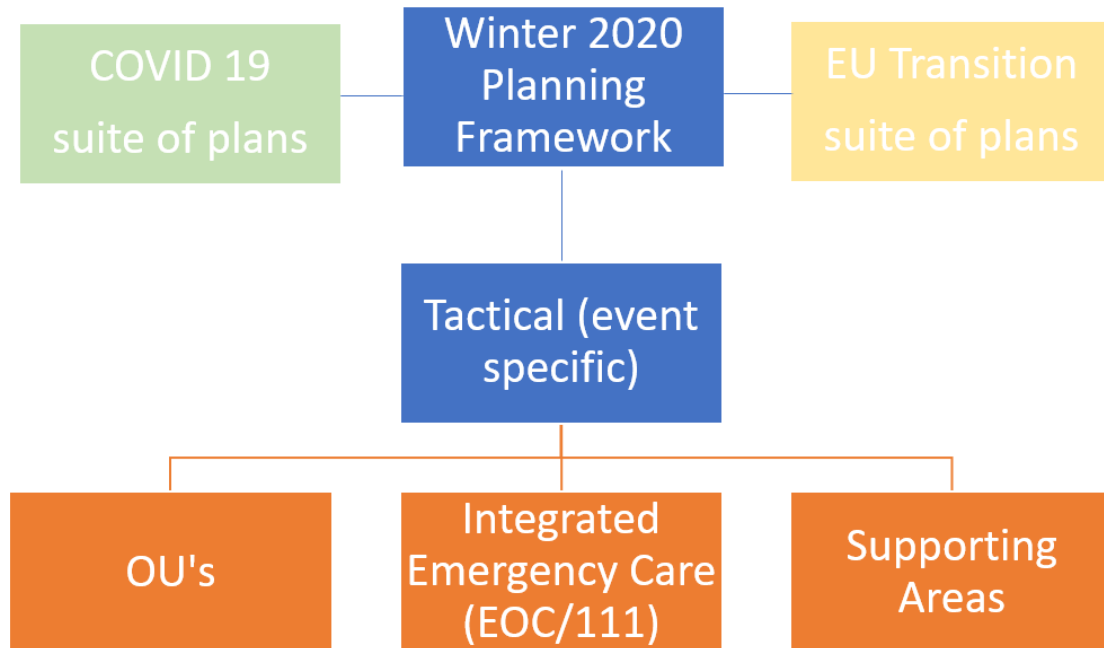 COVID 19
suite of plans
Winter 2020
Planning
Framework
EU Transition
suite of plans
Tactical (event
specific)
OU's
Integrated
Emergency Care
(EOC/111)
Supporting
Areas